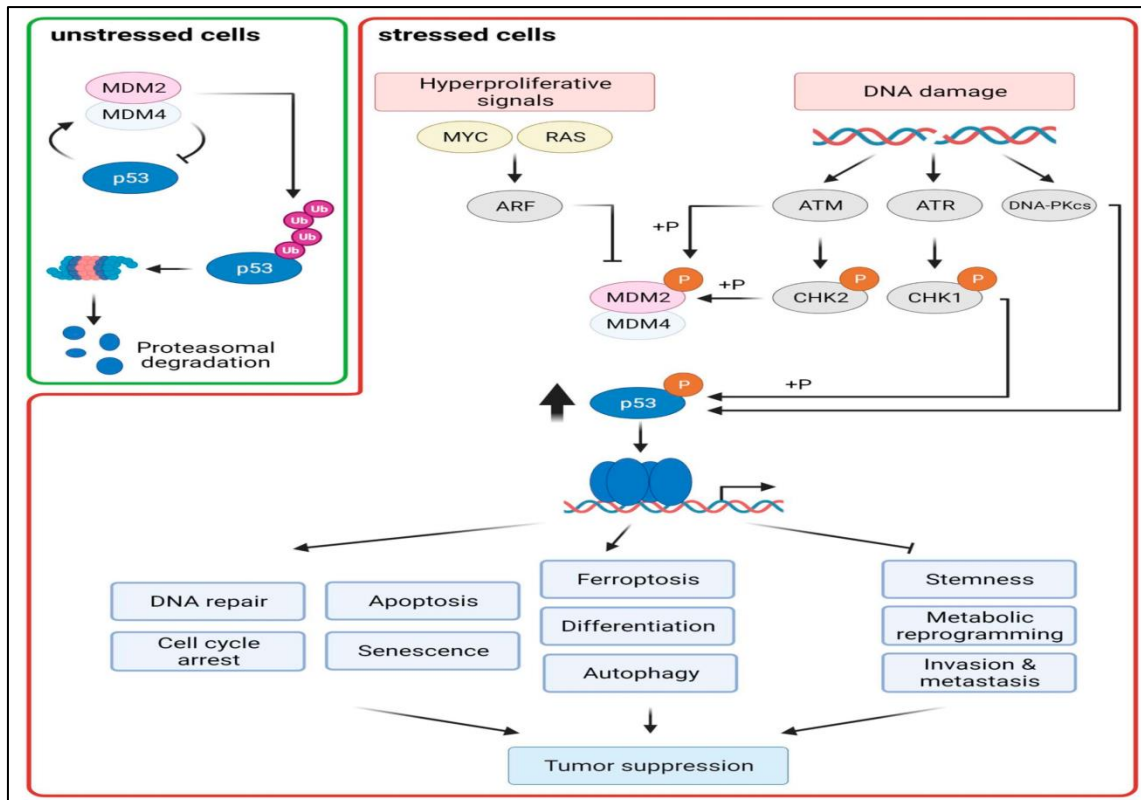 unstressed cells
MDM2
MDM4
p53
Ub
Ub
Ub
Ub
p53
Proteasomal
degradation
stressed cells
Hyperproliferative
signals
DNA damage
MYC
RAS
ARF
ATM
ATR
DNA-PKcs
+P
P
MDM2
MDM4
+P
CHK2
P
CHK1
P
+P
P
p53
DNA repair
Cell cycle
arrest
Apoptosis
Senescence
Ferroptosis
Differentiation
Autophagy
Stemness
Metabolic
reprogramming
Invasion &
metastasis
Tumor suppression